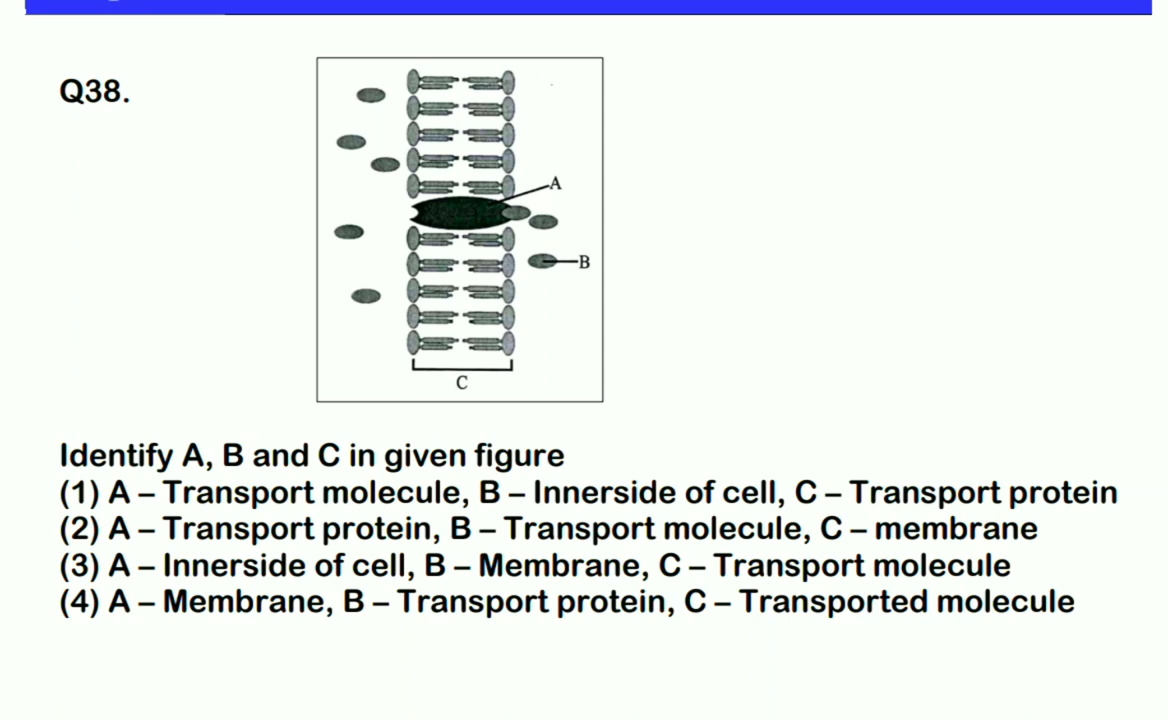 Q38.
A
B
C
Identify A, B and C in given figure
(1) A – Transport molecule, B – Innerside of cell, C – Transport protein
(2) A – Transport protein, B – Transport molecule, C – membrane
(3) A – Innerside of cell, B – Membrane, C – Transport molecule
(4) A – Membrane, B – Transport protein, C – Transported molecule